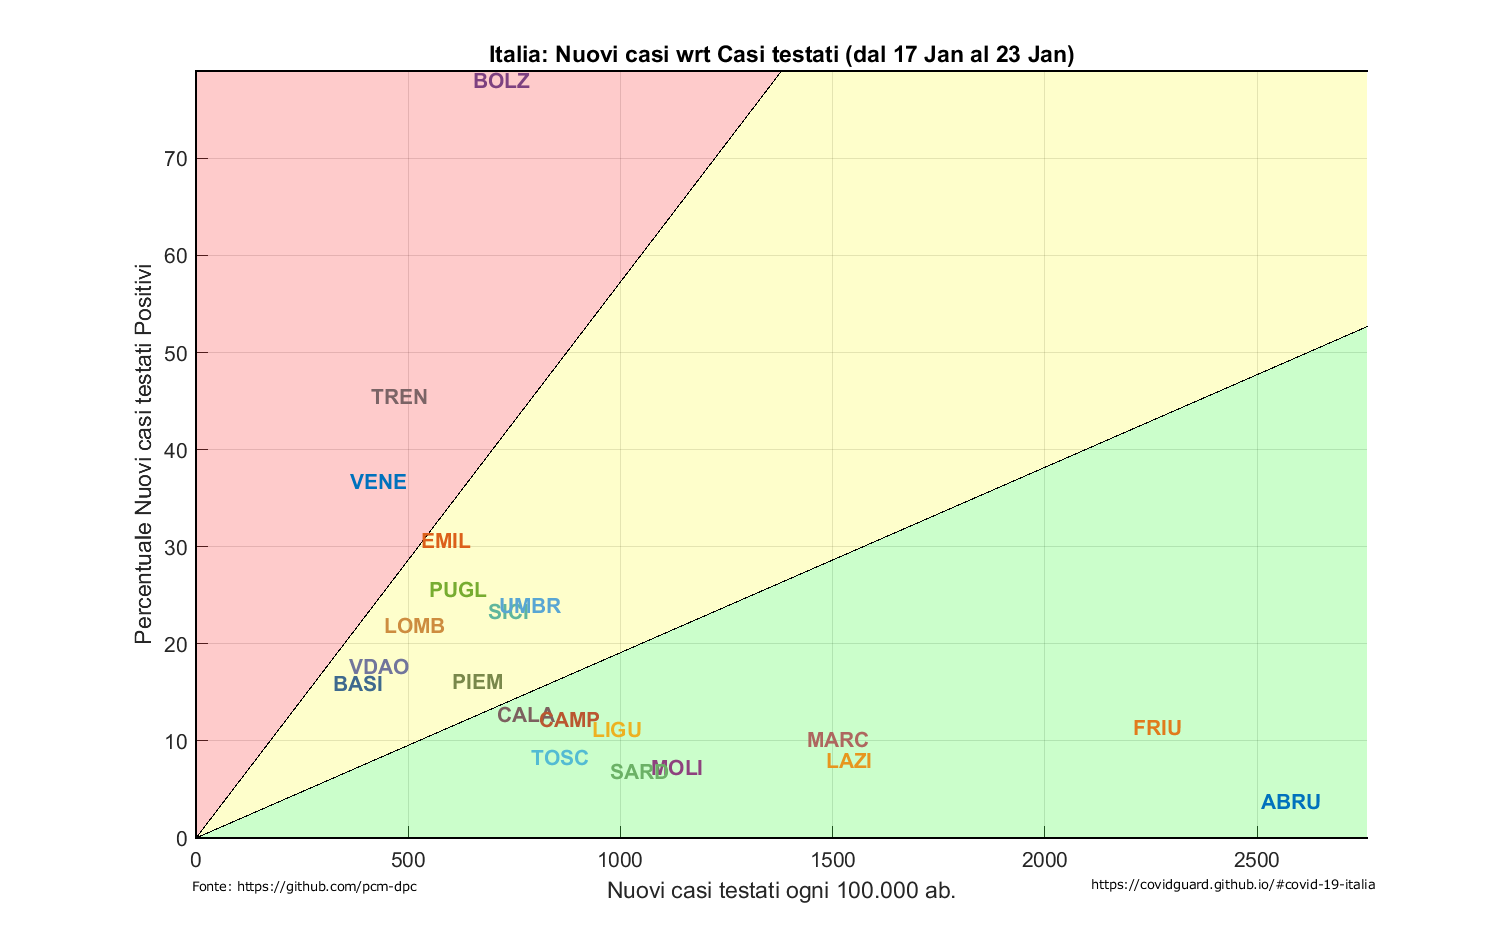 Italia: Nuovi casi wrt Casi testati (dal 17 Jan al 23 Jan)
BOLZ
70
60
50
TREN
40
VENE
30
EMIL
PUGL
UMBR
SICI
LOMB
20
VDAO
BASI
PIEM
CALA
CAMP
LIGU
FRIU
10
MARC
TOSC
LAZI
MOLI
SARD
ABRU
0
0 500 1000 1500 2000 2500
Percentuale Nuovi casi testati Positivi
Nuovi casi testati ogni 100.000 ab.
Fonte: https://github.com/pcm-dpc
https://covidguard.github.io/#covid-19-italia